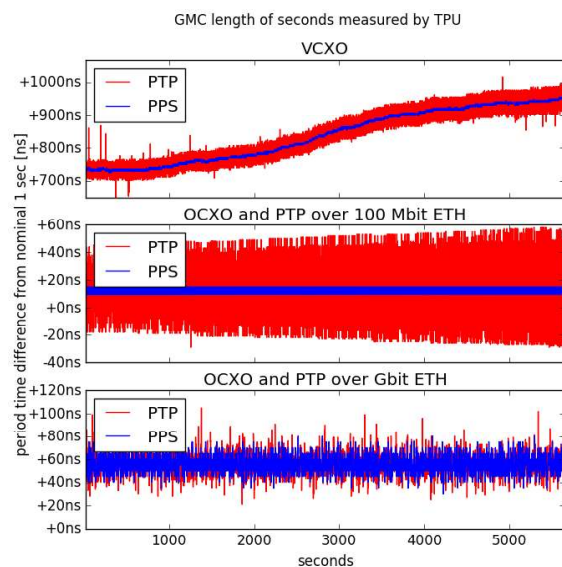 GMC length of seconds measured by TPU
VCXO
+1000ns
+900ns
+800ns
+700ns
PTP
PPS
OCXO and PTP over 100 Mbit ETH
+60ns
+40ns
+20ns
+0ns
-20ns
-40ns
PTP
PPS
OCXO and PTP over Gbit ETH
+120ns
+100ns
+80ns
+60ns
+40ns
+20ns
+0ns
PTP
PPS
period time difference from nominal 1 sec [ns]
1000
2000
3000
4000
5000
seconds